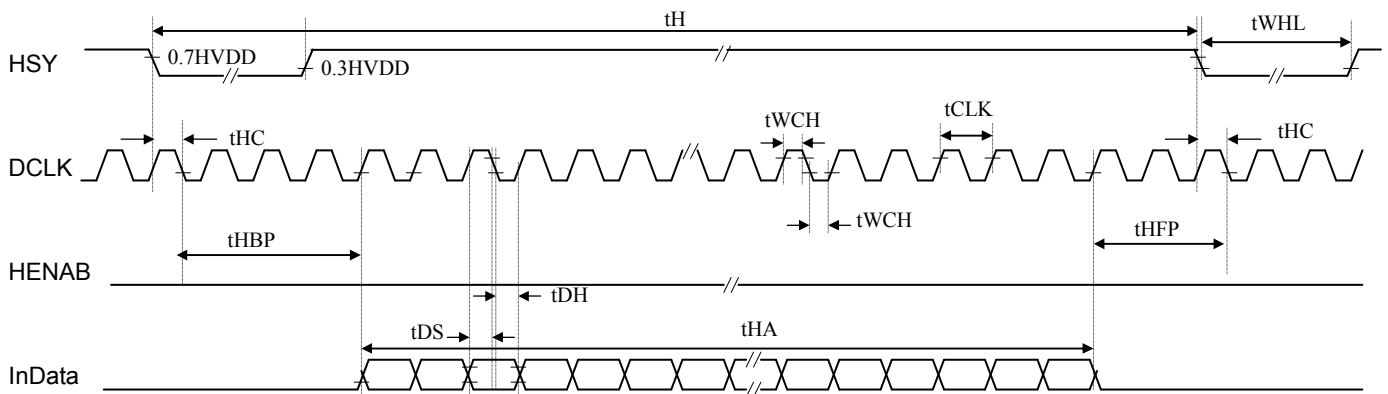 tH
tWHL
HSY
0.7HVDD
0.3HVDD
tHC
tWCH
tCLK
tHC
DCLK
tWCH
tHBP
tHFP
HENAB
tDH
tDS
tHA
InData